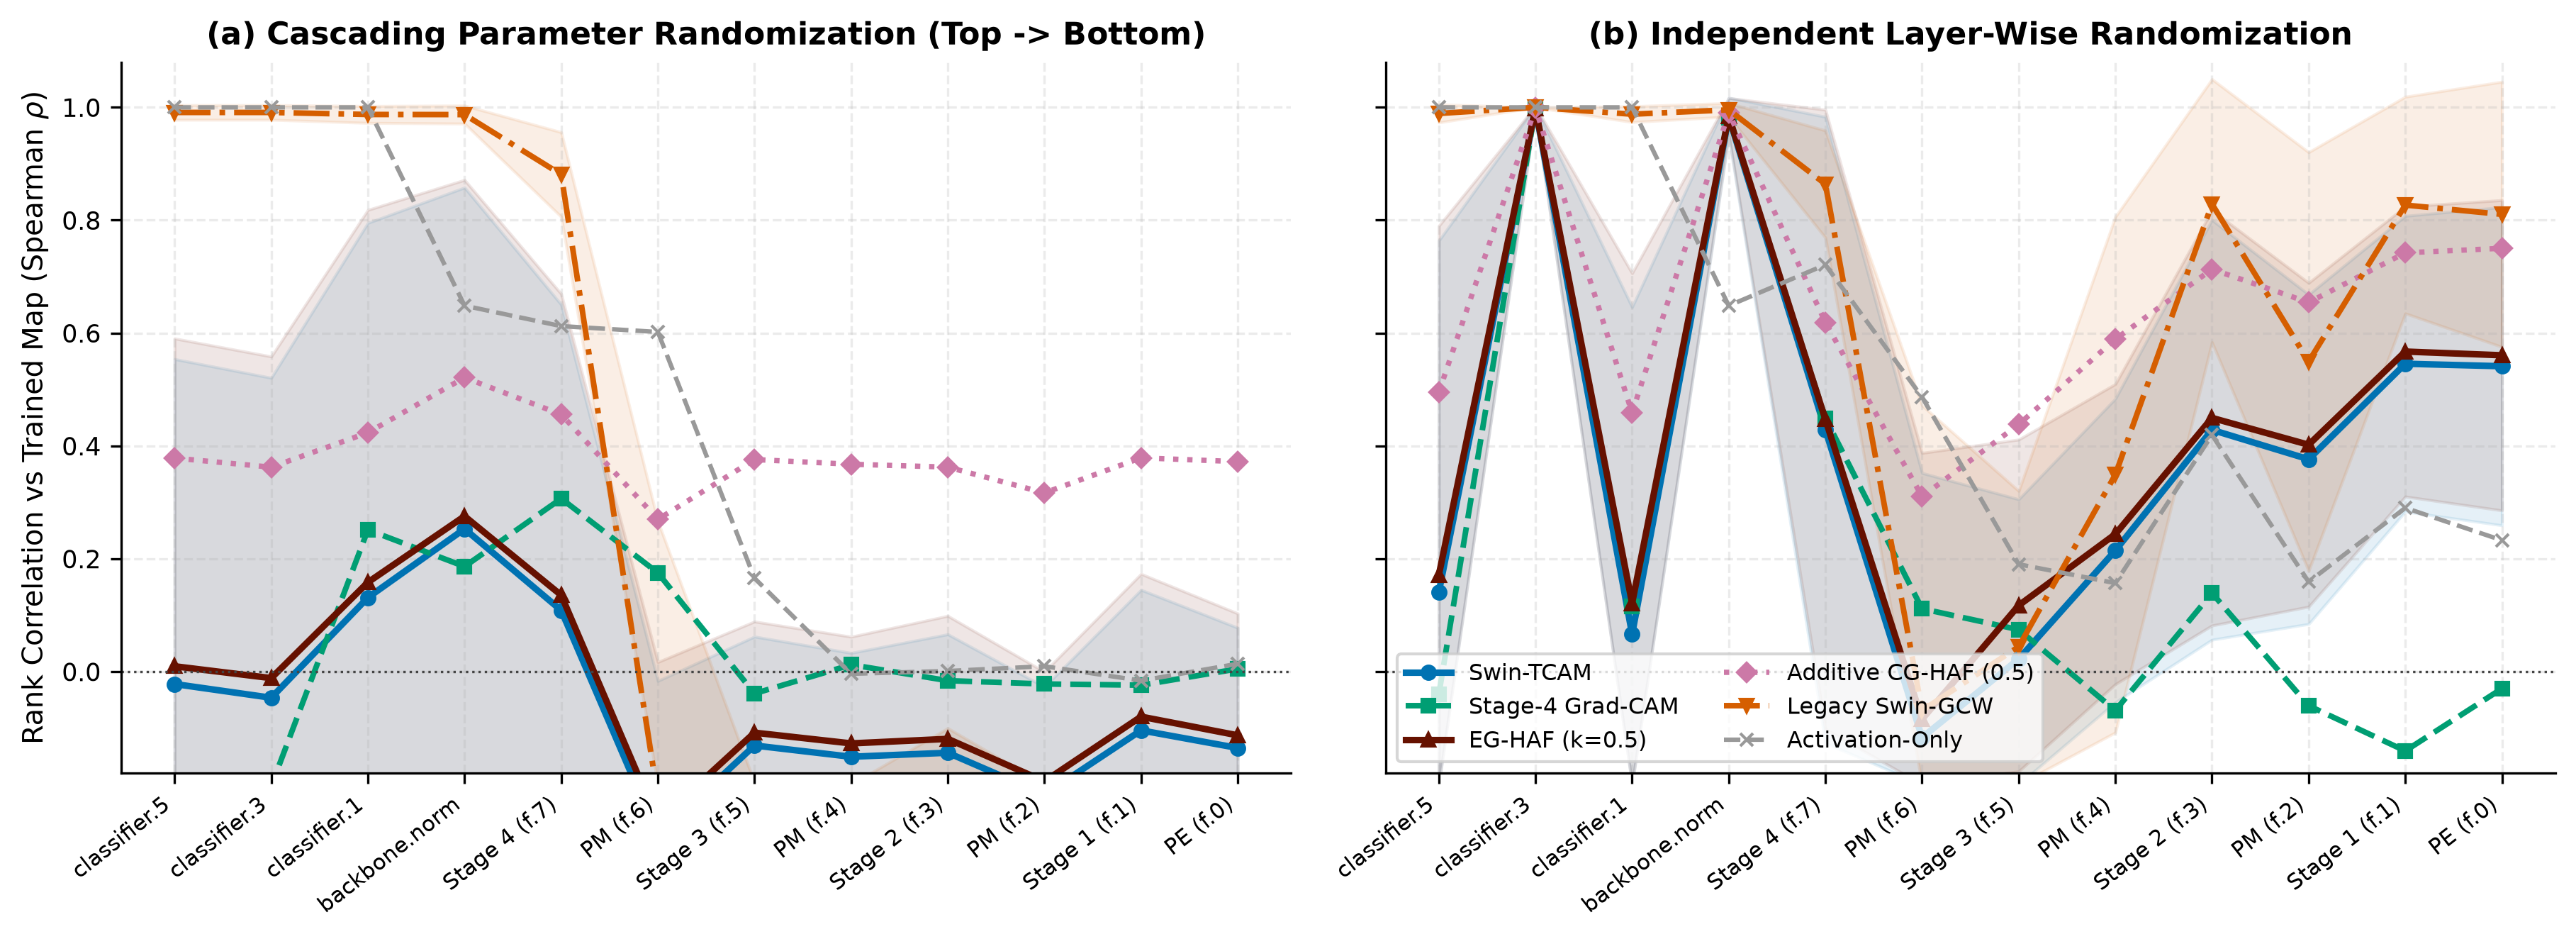 (a) Cascading Parameter Randomization (Top -> Bottom)
Rank Correlation vs Trained Map (Spearman ρ)
1.0
0.8
0.6
0.4
0.2
0.0
classifier.5
classifier.3
classifier.1
backbone.norm
Stage 4 (f.7)
PM (f.6)
Stage 3 (f.5)
PM (f.4)
Stage 2 (f.3)
PM (f.2)
Stage 1 (f.1)
PE (f.0)
(b) Independent Layer-Wise Randomization
Swin-TCAM
Stage-4 Grad-CAM
EG-HAF (k=0.5)
Additive CG-HAF (0.5)
Legacy Swin-GCW
Activation-Only
classifier.5
classifier.3
classifier.1
backbone.norm
Stage 4 (f.7)
PM (f.6)
Stage 3 (f.5)
PM (f.4)
Stage 2 (f.3)
PM (f.2)
Stage 1 (f.1)
PE (f.0)